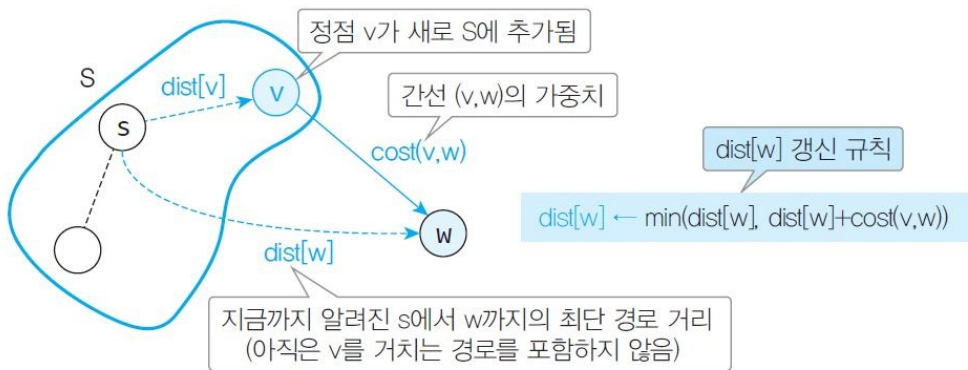 정점 v가 새로 S에 추가됨
S
dist[v]
v
간선 (v,w)의 가중치
s
cost(v,w)
dist[w] 갱신 규칙
dist[w] ← min(dist[w], dist[w]+cost(v,w))
w
dist[w]
지금까지 알려진 s에서 w까지의 최단 경로 거리
(아직은 v를 거치는 경로를 포함하지 않음)